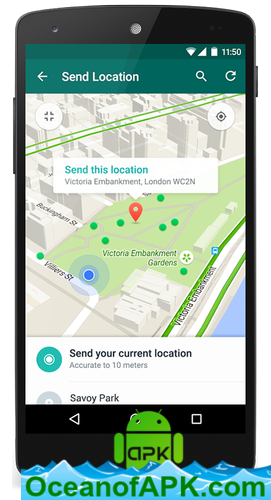 11:50
Send Location
Send this location
Victoria Embankment, London WC2N
Buckingham St
Victoria Embankment
Gardens
Villiers St
Victoria Embankment
Send your current location
Accurate to 10 meters
Savoy Park
apk
OceanofAPK.com